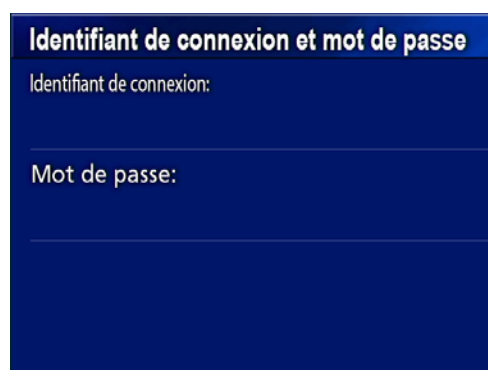 Identifiant de connexion et mot de passe
Identifiant de connexion:
Mot de passe: